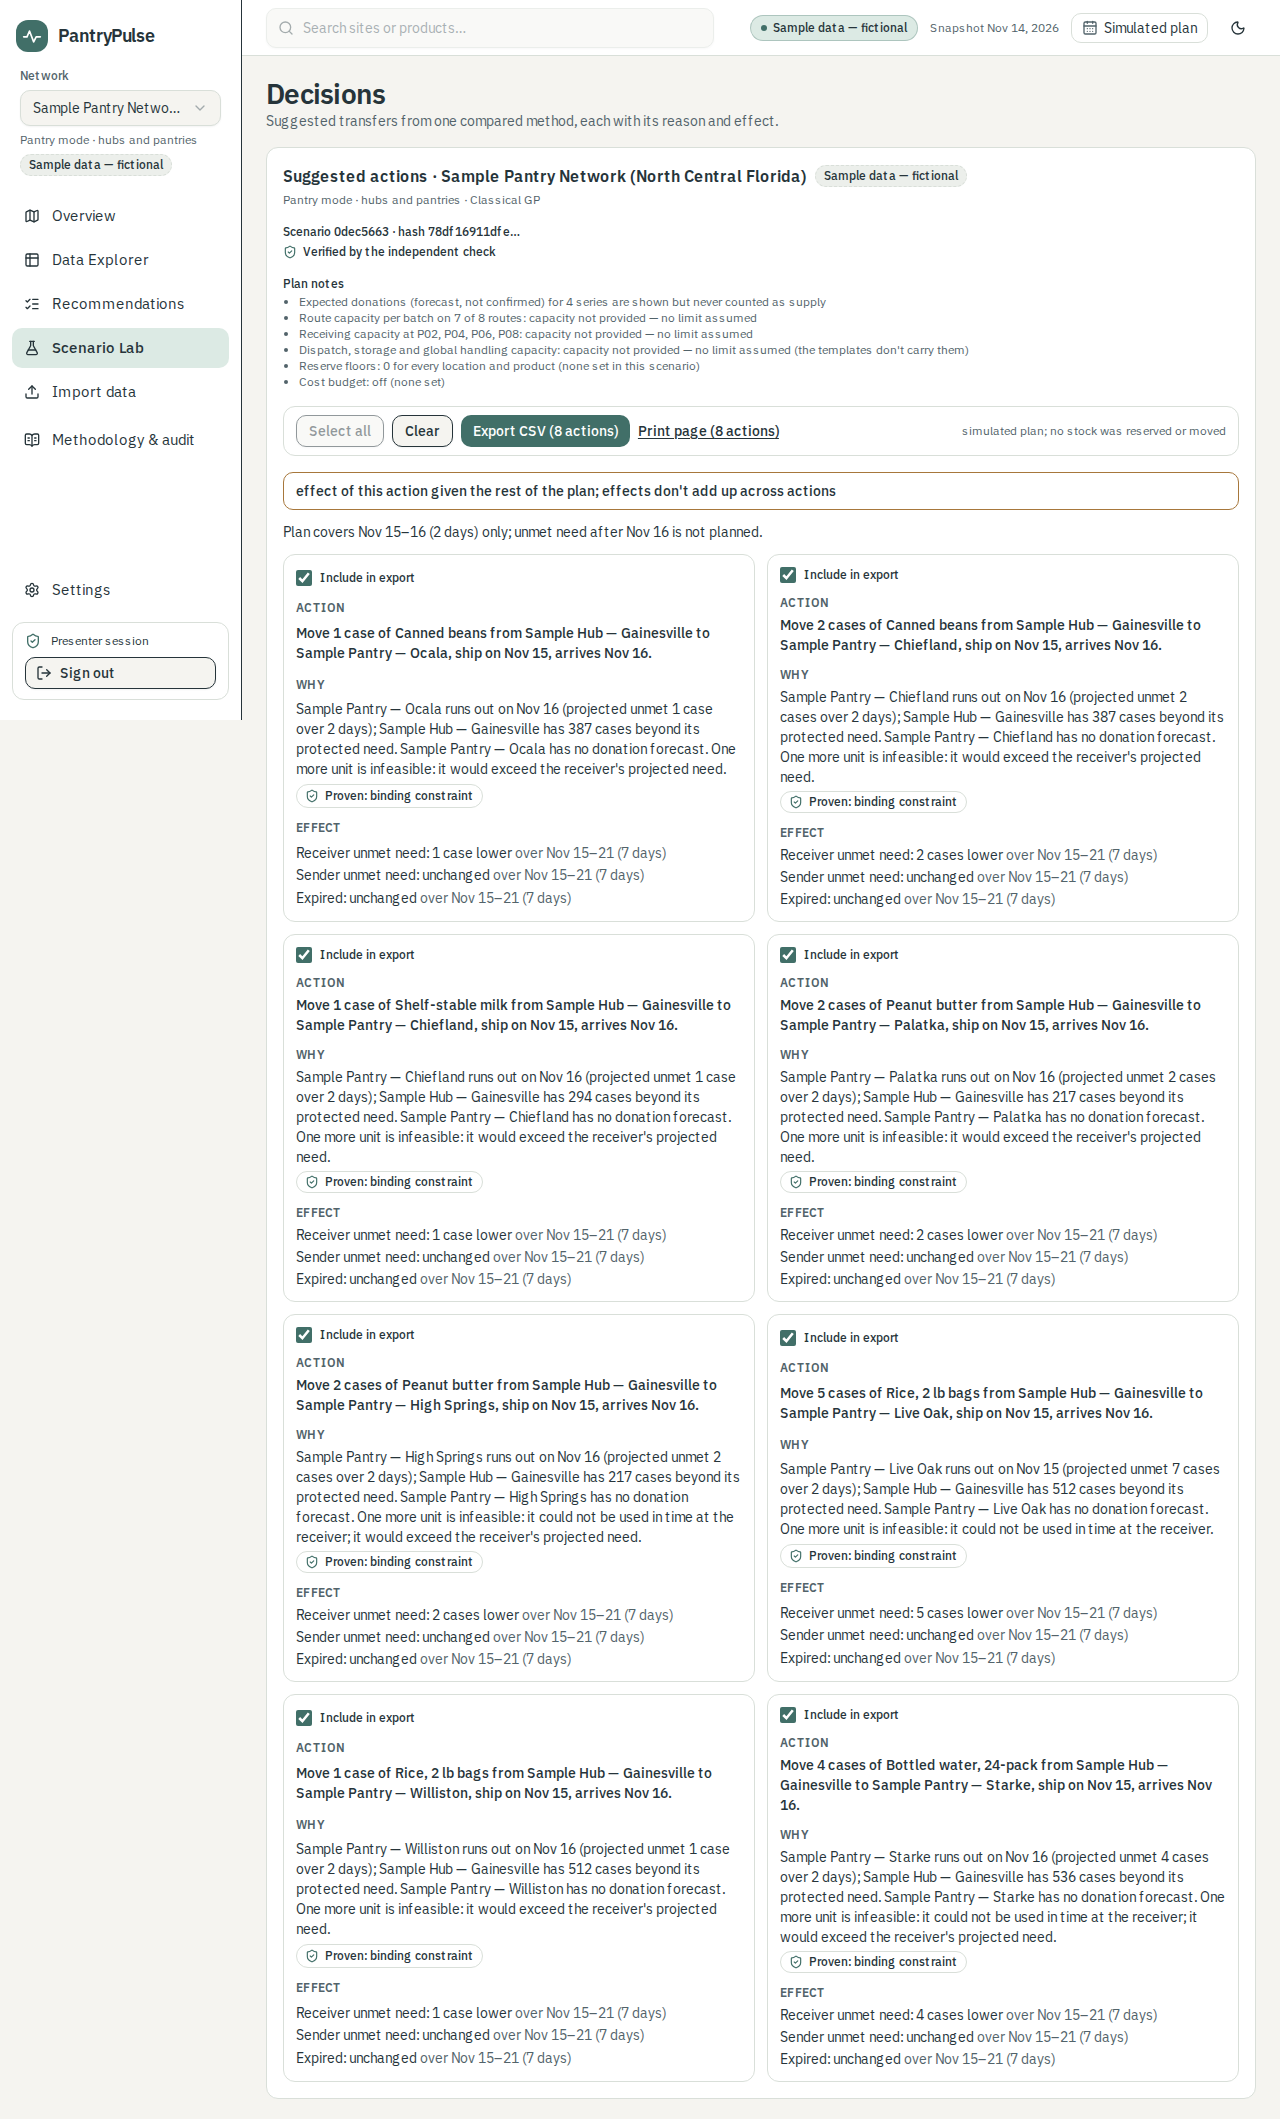 PantryPulse
Network
Sample Pantry Netwo...
Pantry mode · hubs and pantries
Sample data — fictional
Overview
Data Explorer
Recommendations
Scenario Lab
Import data
Methodology & audit
Settings
Presenter session
Sign out
Search sites or products...
Sample data — fictional
Snapshot Nov 14, 2026
Simulated plan
Decisions
Suggested transfers from one compared method, each with its reason and effect.
Suggested actions · Sample Pantry Network (North Central Florida)
Sample data — fictional
Pantry mode · hubs and pantries · Classical GP
Scenario 0dec5663 · hash 78df16911dfe...
Verified by the independent check
Plan notes
• Expected donations (forecast, not confirmed) for 4 series are shown but never counted as supply
• Route capacity per batch on 7 of 8 routes: capacity not provided — no limit assumed
• Receiving capacity at P02, P04, P06, P08: capacity not provided — no limit assumed
• Dispatch, storage and global handling capacity: capacity not provided — no limit assumed (the templates don't carry them)
• Reserve floors: 0 for every location and product (none set in this scenario)
• Cost budget: off (none set)
Select all
Clear
Export CSV (8 actions)
Print page (8 actions)
simulated plan; no stock was reserved or moved
effect of this action given the rest of the plan; effects don't add up across actions
Plan covers Nov 15–16 (2 days) only; unmet need after Nov 16 is not planned.
Include in export
ACTION
Move 1 case of Canned beans from Sample Hub — Gainesville to
Sample Pantry — Ocala, ship on Nov 15, arrives Nov 16.
WHY
Sample Pantry — Ocala runs out on Nov 16 (projected unmet 1 case
over 2 days); Sample Hub — Gainesville has 387 cases beyond its
protected need. Sample Pantry — Ocala has no donation forecast. One
more unit is infeasible: it would exceed the receiver's projected need.
Proven: binding constraint
EFFECT
Receiver unmet need: 1 case lower over Nov 15–21 (7 days)
Sender unmet need: unchanged over Nov 15–21 (7 days)
Expired: unchanged over Nov 15–21 (7 days)
Include in export
ACTION
Move 2 cases of Canned beans from Sample Hub — Gainesville to
Sample Pantry — Chiefland, ship on Nov 15, arrives Nov 16.
WHY
Sample Pantry — Chiefland runs out on Nov 16 (projected unmet 2
cases over 2 days); Sample Hub — Gainesville has 387 cases beyond its
protected need. Sample Pantry — Chiefland has no donation forecast.
One more unit is infeasible: it would exceed the receiver's projected
need.
Proven: binding constraint
EFFECT
Receiver unmet need: 2 cases lower over Nov 15–21 (7 days)
Sender unmet need: unchanged over Nov 15–21 (7 days)
Expired: unchanged over Nov 15–21 (7 days)
Include in export
ACTION
Move 1 case of Shelf-stable milk from Sample Hub — Gainesville to
Sample Pantry — Chiefland, ship on Nov 15, arrives Nov 16.
WHY
Sample Pantry — Chiefland runs out on Nov 16 (projected unmet 1 case
over 2 days); Sample Hub — Gainesville has 294 cases beyond its
protected need. Sample Pantry — Chiefland has no donation forecast.
One more unit is infeasible: it would exceed the receiver's projected
need.
Proven: binding constraint
EFFECT
Receiver unmet need: 1 case lower over Nov 15–21 (7 days)
Sender unmet need: unchanged over Nov 15–21 (7 days)
Expired: unchanged over Nov 15–21 (7 days)
Include in export
ACTION
Move 2 cases of Peanut butter from Sample Hub — Gainesville to
Sample Pantry — Palatka, ship on Nov 15, arrives Nov 16.
WHY
Sample Pantry — Palatka runs out on Nov 16 (projected unmet 2 cases
over 2 days); Sample Hub — Gainesville has 217 cases beyond its
protected need. Sample Pantry — Palatka has no donation forecast.
One more unit is infeasible: it would exceed the receiver's projected
need.
Proven: binding constraint
EFFECT
Receiver unmet need: 2 cases lower over Nov 15–21 (7 days)
Sender unmet need: unchanged over Nov 15–21 (7 days)
Expired: unchanged over Nov 15–21 (7 days)
Include in export
ACTION
Move 2 cases of Peanut butter from Sample Hub — Gainesville to
Sample Pantry — High Springs, ship on Nov 15, arrives Nov 16.
WHY
Sample Pantry — High Springs runs out on Nov 16 (projected unmet 2
cases over 2 days); Sample Hub — Gainesville has 217 cases beyond its
protected need. Sample Pantry — High Springs has no donation
forecast. One more unit is infeasible: it could not be used in time at the
receiver; it would exceed the receiver's projected need.
Proven: binding constraint
EFFECT
Receiver unmet need: 2 cases lower over Nov 15–21 (7 days)
Sender unmet need: unchanged over Nov 15–21 (7 days)
Expired: unchanged over Nov 15–21 (7 days)
Include in export
ACTION
Move 5 cases of Rice, 2 lb bags from Sample Hub — Gainesville to
Sample Pantry — Live Oak, ship on Nov 15, arrives Nov 16.
WHY
Sample Pantry — Live Oak runs out on Nov 15 (projected unmet 7 cases
over 2 days); Sample Hub — Gainesville has 512 cases beyond its
protected need. Sample Pantry — Live Oak has no donation forecast.
One more unit is infeasible: it could not be used in time at the receiver.
Proven: binding constraint
EFFECT
Receiver unmet need: 5 cases lower over Nov 15–21 (7 days)
Sender unmet need: unchanged over Nov 15–21 (7 days)
Expired: unchanged over Nov 15–21 (7 days)
Include in export
ACTION
Move 1 case of Rice, 2 lb bags from Sample Hub — Gainesville to
Sample Pantry — Williston, ship on Nov 15, arrives Nov 16.
WHY
Sample Pantry — Williston runs out on Nov 16 (projected unmet 1 case
over 2 days); Sample Hub — Gainesville has 512 cases beyond its
protected need. Sample Pantry — Williston has no donation forecast.
One more unit is infeasible: it would exceed the receiver's projected
need.
Proven: binding constraint
EFFECT
Receiver unmet need: 1 case lower over Nov 15–21 (7 days)
Sender unmet need: unchanged over Nov 15–21 (7 days)
Expired: unchanged over Nov 15–21 (7 days)
Include in export
ACTION
Move 4 cases of Bottled water, 24-pack from Sample Hub —
Gainesville to Sample Pantry — Starke, ship on Nov 15, arrives Nov
16.
WHY
Sample Pantry — Starke runs out on Nov 16 (projected unmet 4 cases
over 2 days); Sample Hub — Gainesville has 536 cases beyond its
protected need. Sample Pantry — Starke has no donation forecast. One
more unit is infeasible: it could not be used in time at the receiver; it
would exceed the receiver's projected need.
Proven: binding constraint
EFFECT
Receiver unmet need: 4 cases lower over Nov 15–21 (7 days)
Sender unmet need: unchanged over Nov 15–21 (7 days)
Expired: unchanged over Nov 15–21 (7 days)